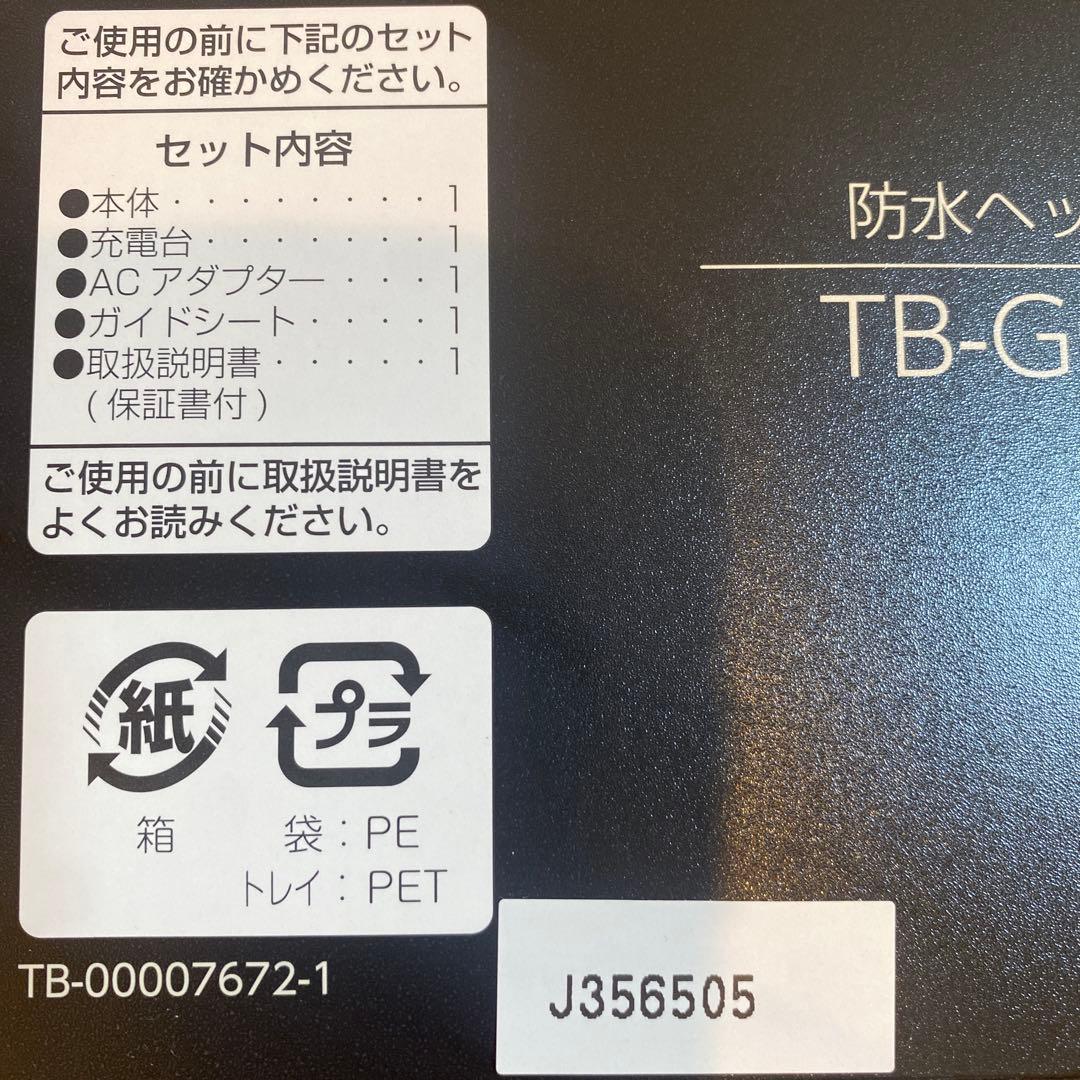 ご使用の前に下記のセット
内容をお確かめください。
セット内容
●本体・・・・・・・・1
●充電台・・・・・・・1
●ACアダプター・・・1
●ガイドシート・・・・1
●取扱説明書・・・・・1
(保証書付)
ご使用の前に取扱説明書を
よくお読みください。
防水ヘッ
TB-G
紙
プラ
箱
袋:PE
トレイ:PET
TB-00007672-1
J356505